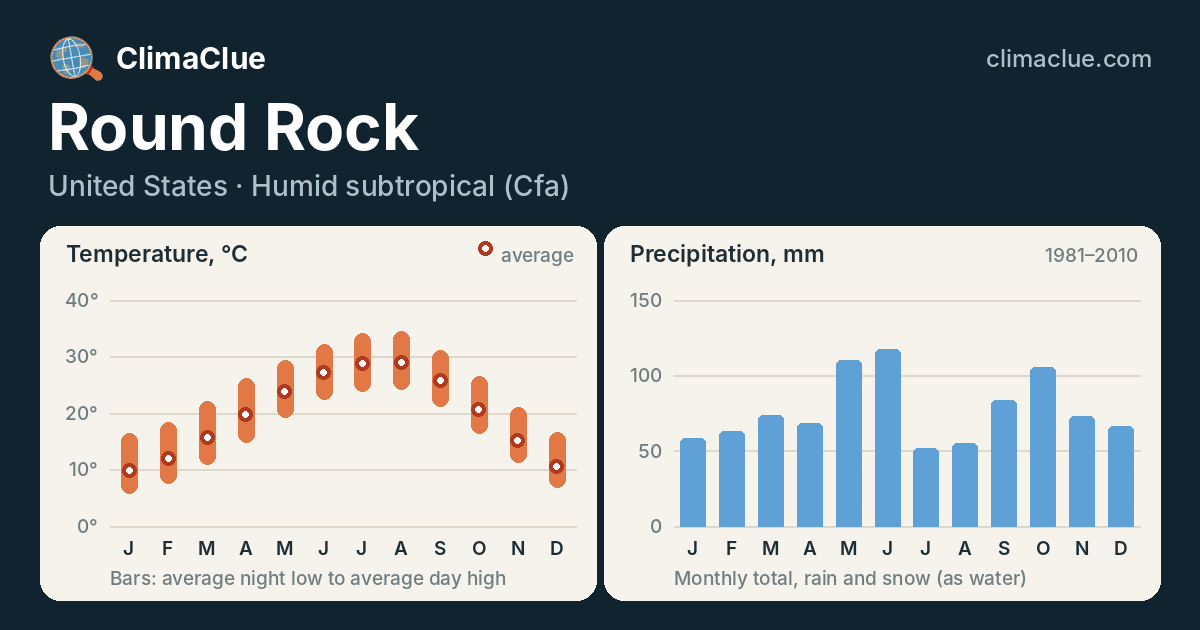 ClimaClue
climaclue.com
Round Rock
United States · Humid subtropical (Cfa)
Temperature, °C
average
40°
30°
20°
10°
0°
J F M A M J J A S O N D
Bars: average night low to average day high
Precipitation, mm
1981–2010
150
100
50
0
J F M A M J J A S O N D
Monthly total, rain and snow (as water)